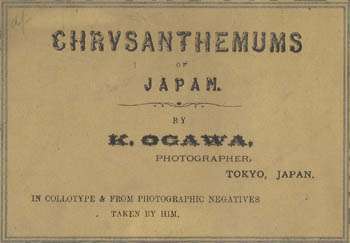 CHRYSANTHEMUMS
OF
JAPAN.
BY
K. OGAWA,
PHOTOGRAPHER,
TOKYO, JAPAN.
IN COLLOTYPE & FROM PHOTOGRAPHIC NEGATIVES
TAKEN BY HIM.